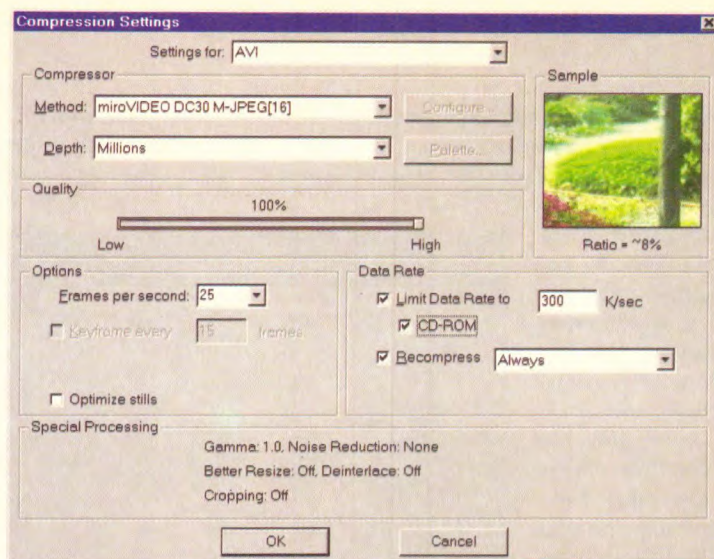 Compression Settings
Settings for: AVI
Compressor
Method: miroVIDEO DC30 M-JPEG[16]
Configure...
Depth: Millions
Palette...
Sample
Ratio = ~8%
Quality
100%
Low High
Options
Frames per second: 25
Keyframe every 15 frames
Optimize stills
Data Rate
Limit Data Rate to 300 K/sec
CD-ROM
Recompress Always
Special Processing
Gamma: 1.0, Noise Reduction: None
Better Resize: Off, Deinterlace: Off
Cropping: Off
OK Cancel